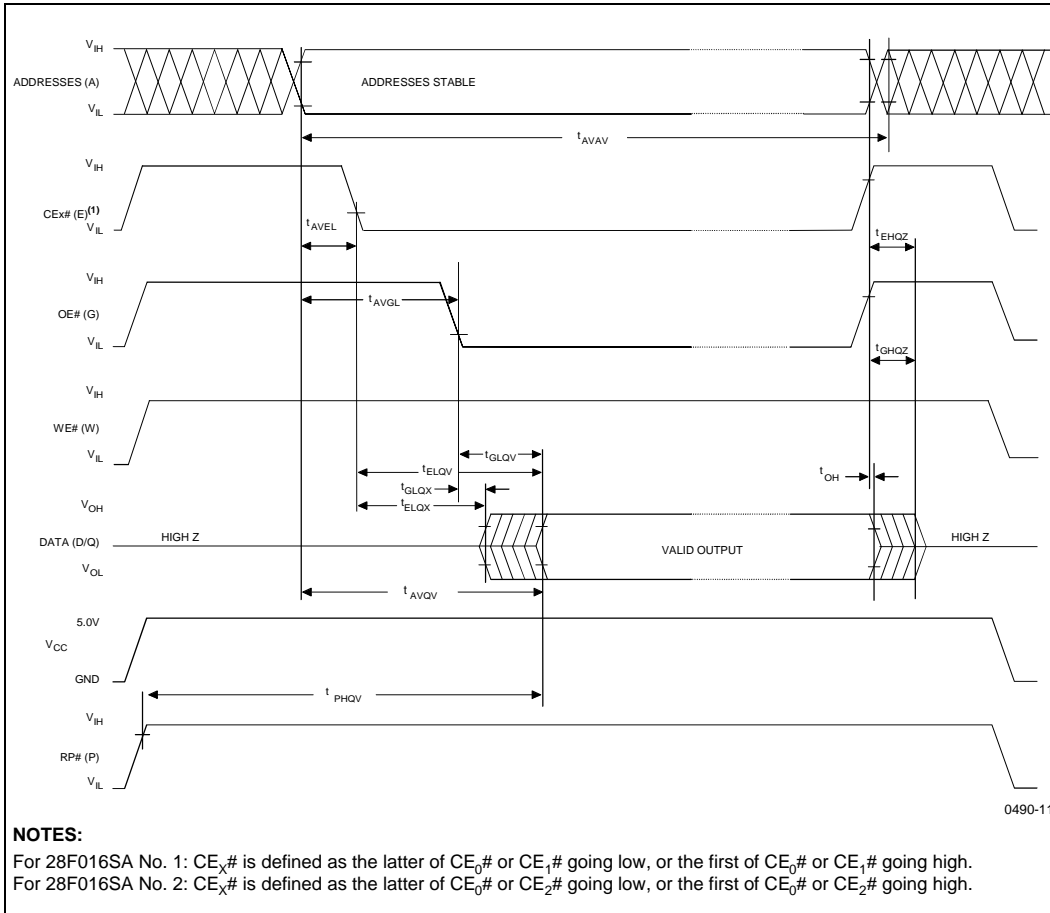 VIH
ADDRESSES (A)
ADDRESSES STABLE
VIL
tAVAV
VIH
CEx# (E)(1)
VIL
tAVEL
tEHQZ
VIH
tAVGL
OE# (G)
VIL
tGHQZ
VIH
WE# (W)
VIL
tGLQV
tELQV
tOH
tGLQX
tELQX
VOH
DATA (D/Q)
HIGH Z
VALID OUTPUT
HIGH Z
VOL
tAVQV
5.0V
VCC
GND
t PHQV
VIH
RP# (P)
VIL
0490-11
NOTES:
For 28F016SA No. 1: CEX# is defined as the latter of CE0# or CE1# going low, or the first of CE0# or CE1# going high.
For 28F016SA No. 2: CEX# is defined as the latter of CE0# or CE2# going low, or the first of CE0# or CE2# going high.